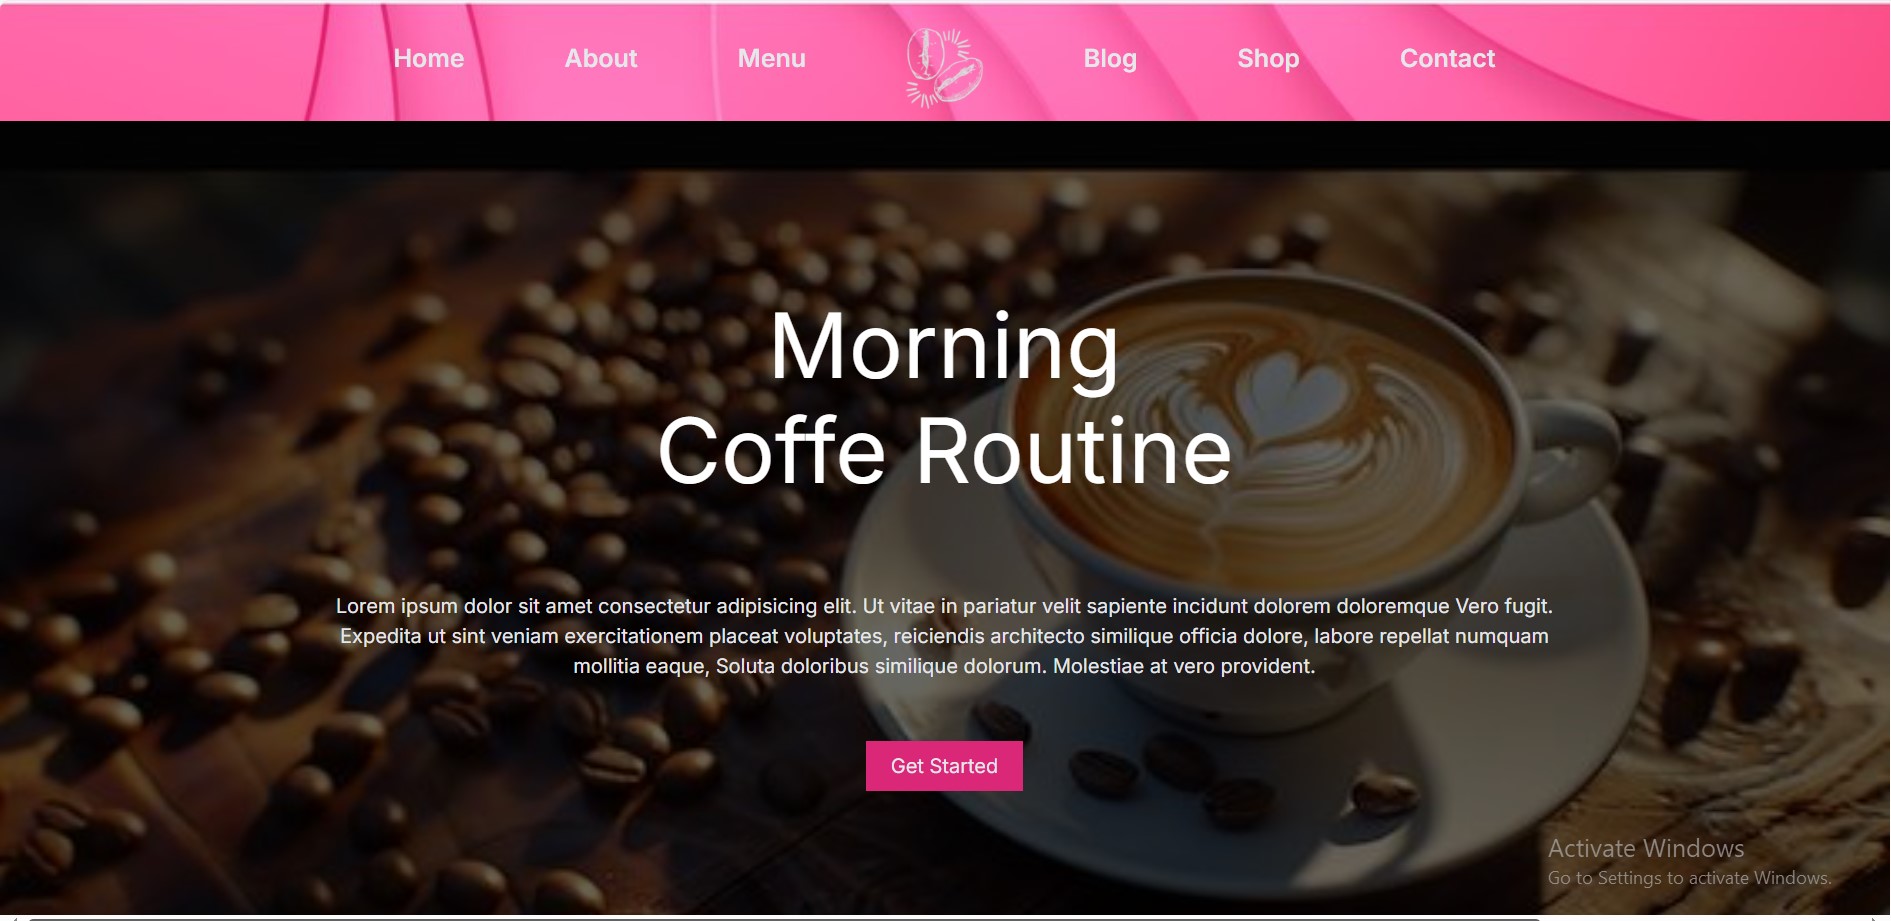 Home About Menu Blog Shop Contact
Morning
Coffe Routine
Lorem ipsum dolor sit amet consectetur adipisicing elit. Ut vitae in pariatur velit sapiente incidunt dolorem doloremque Vero fugit.
Expedita ut sint veniam exercitationem placeat voluptates, reiciendis architecto similique officia dolore, labore repellat numquam
mollitia eaque, Soluta doloribus similique dolorum. Molestiae at vero provident.
Get Started
Activate Windows
Go to Settings to activate Windows.